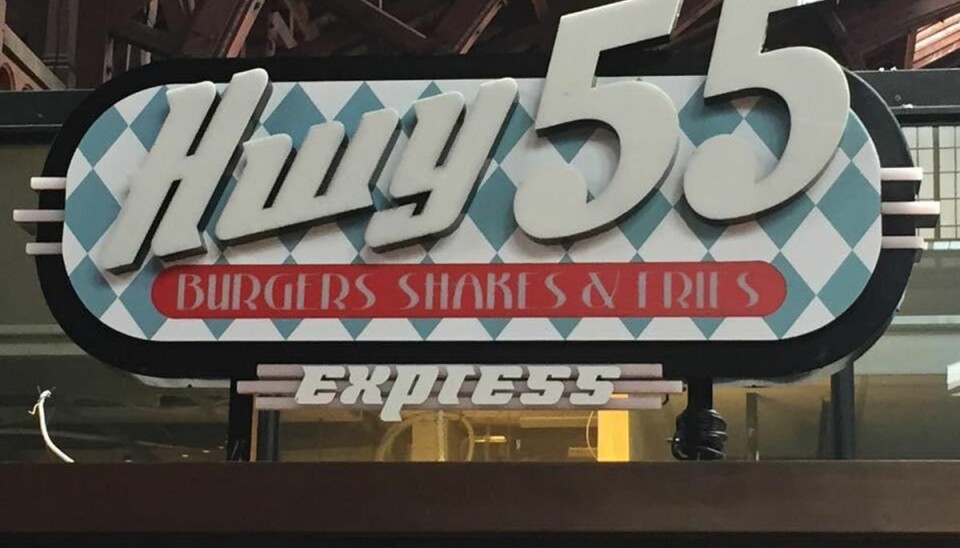 Hwy 55
BURGERS SHAKES & FRIES
express